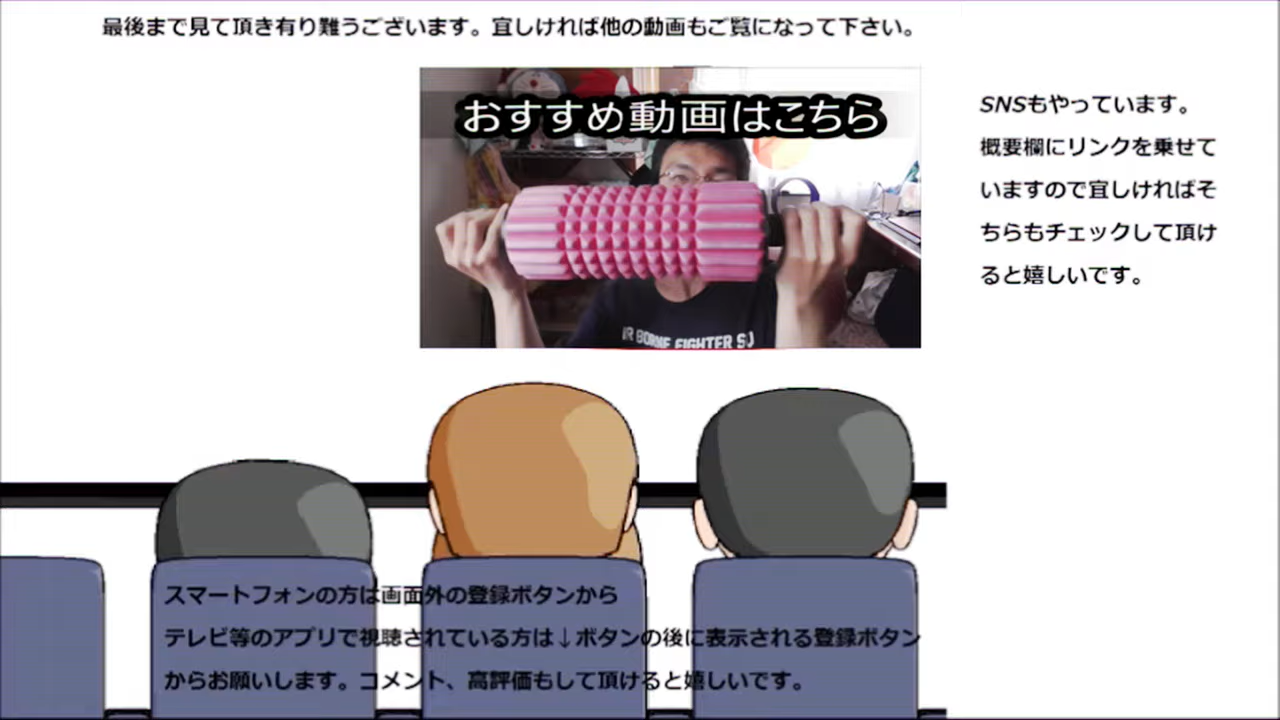 最後まで見て頂き有り難うございます。宜しければ他の動画もご覧になって下さい。
おすすめ動画はこちら
SNSもやっています。
概要欄にリンクを乗せて
いますので宜しければそ
ちらもチェックして頂け
ると嬉しいです。
BORNE FIGHTER
スマートフォンの方は画面外の登録ボタンから
テレビ等のアプリで視聴されている方は↓ボタンの後に表示される登録ボタン
からお願いします。コメント、高評価もして頂けると嬉しいです。